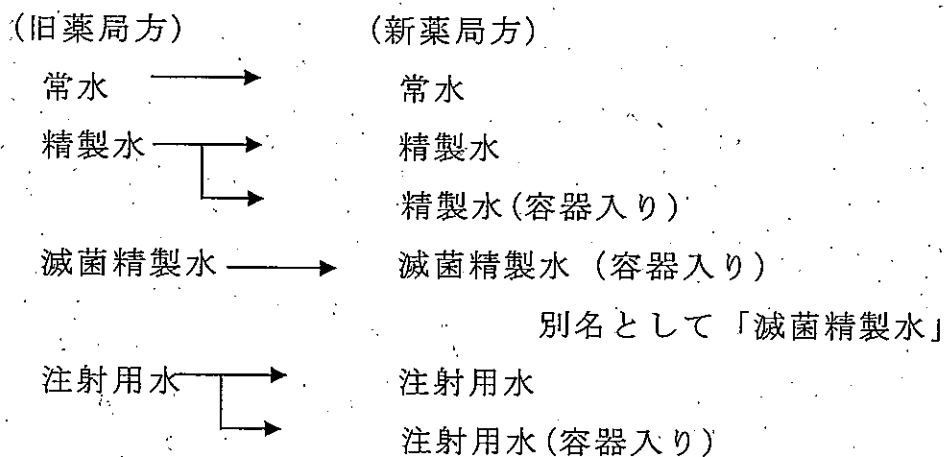 (旧薬局方) (新薬局方)
常水 常水
精製水 精製水
精製水(容器入り)
滅菌精製水 滅菌精製水 (容器入り)
別名として「滅菌精製水」
注射用水 注射用水
注射用水(容器入り)